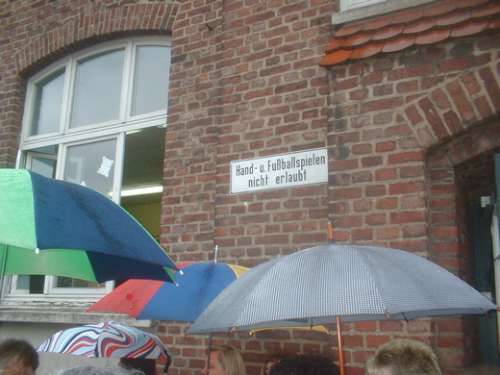 Hand- u. Fußballspielen
nicht erlaubt